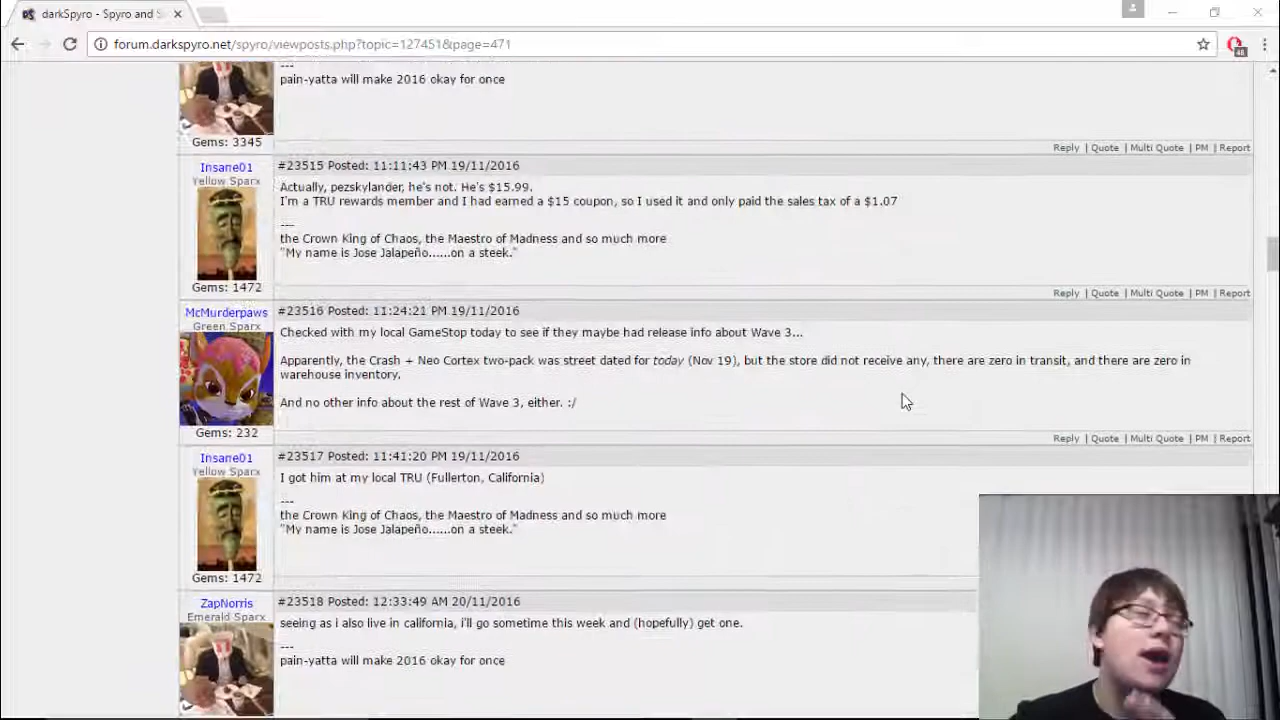 darkSpyro - Spyro and S
forum.darkspyro.net/spyro/viewposts.php?topic=127451&page=471
46
---
pain-yatta will make 2016 okay for once
Gems: 3345
Reply | Quote | Multi Quote | PM | Report
Insane01
Yellow Sparx
#23515 Posted: 11:11:43 PM 19/11/2016
Actually, pezskylander, he's not. He's $15.99.
I'm a TRU rewards member and I had earned a $15 coupon, so I used it and only paid the sales tax of a $1.07
---
the Crown King of Chaos, the Maestro of Madness and so much more
"My name is Jose Jalapeño......on a steek."
Gems: 1472
Reply | Quote | Multi Quote | PM | Report
McMurderpaws
Green Sparx
#23516 Posted: 11:24:21 PM 19/11/2016
Checked with my local GameStop today to see if they maybe had release info about Wave 3...
Apparently, the Crash + Neo Cortex two-pack was street dated for today (Nov 19), but the store did not receive any, there are zero in transit, and there are zero in
warehouse inventory.
And no other info about the rest of Wave 3, either. :/
Gems: 232
Reply | Quote | Multi Quote | PM | Report
Insane01
Yellow Sparx
#23517 Posted: 11:41:20 PM 19/11/2016
I got him at my local TRU (Fullerton, California)
---
the Crown King of Chaos, the Maestro of Madness and so much more
"My name is Jose Jalapeño......on a steek."
Gems: 1472
ZapNorris
Emerald Sparx
#23518 Posted: 12:33:49 AM 20/11/2016
seeing as i also live in california, i'll go sometime this week and (hopefully) get one.
---
pain-yatta will make 2016 okay for once